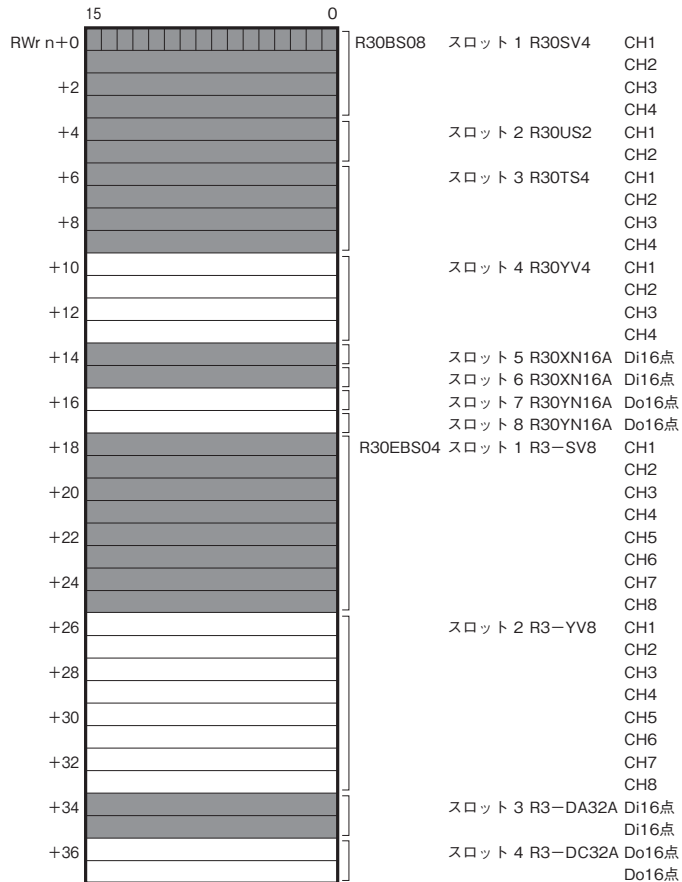 15 0
RWr n+0 R30BS08 スロット 1 R30SV4 CH1
CH2
+2 CH3
CH4
+4 スロット 2 R30US2 CH1
CH2
+6 スロット 3 R30TS4 CH1
CH2
+8 CH3
CH4
+10 スロット 4 R30YV4 CH1
CH2
+12 CH3
CH4
+14 スロット 5 R30XN16A Di16点
スロット 6 R30XN16A Di16点
+16 スロット 7 R30YN16A Do16点
スロット 8 R30YN16A Do16点
+18 R30EBS04 スロット 1 R3－SV8 CH1
CH2
+20 CH3
CH4
+22 CH5
CH6
+24 CH7
CH8
+26 スロット 2 R3－YV8 CH1
CH2
+28 CH3
CH4
+30 CH5
CH6
+32 CH7
CH8
+34 スロット 3 R3－DA32A Di16点
Di16点
+36 スロット 4 R3－DC32A Do16点
Do16点